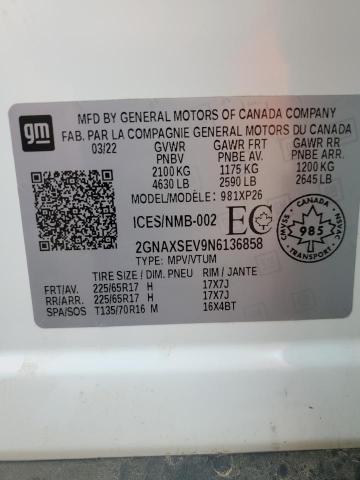 gm
MFD BY GENERAL MOTORS OF CANADA COMPANY
FAB. PAR LA COMPAGNIE GENERAL MOTORS DU CANADA
03/22 GVWR GAWR FRT GAWR RR
PNBV PNBE AV. PNBE ARR.
2100 KG 1175 KG 1200 KG
4630 LB 2590 LB 2645 LB
MODEL/MODÈLE: 981XP26
ICES/NMB-002 EC
2GNAXSEV9N6136858
TYPE: MPV/VTUM
CANADA
NSVAC 985 NSVAC
CANADA
TIRE SIZE / DIM. PNEU RIM / JANTE
FRT/AV. 225/65R17 H 17X7J
RR/ARR. 225/65R17 H 17X7J
SPA/SOS T135/70R16 M 16X4BT